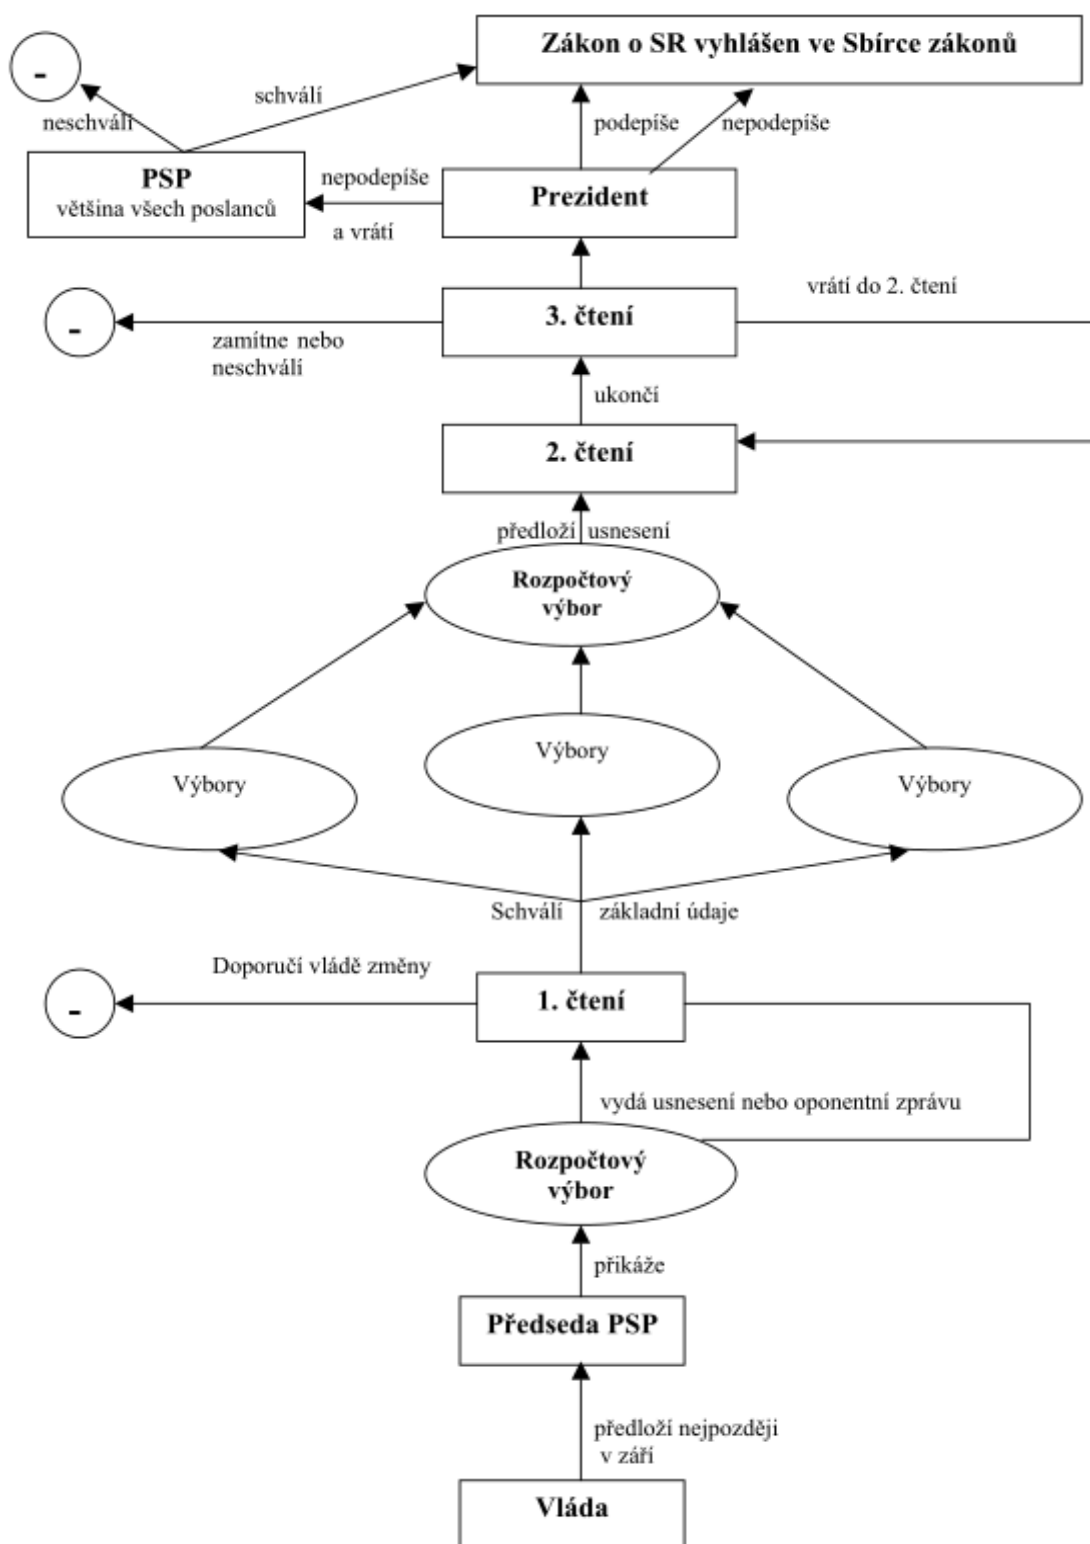 Zákon o SR vyhlášen ve Sbírce zákonů
-
schválí
neschválí
podepíše
nepodepíše
PSP
většina všech poslanců
nepodepíše
a vrátí
Prezident
vrátí do 2. čtení
-
3. čtení
zamítne nebo
neschválí
ukončí
2. čtení
předloží usnesení
Rozpočtový
výbor
Výbory
Výbory
Výbory
Schválí
základní údaje
Doporučí vládě změny
-
1. čtení
vydá usnesení nebo oponentní zprávu
Rozpočtový
výbor
přikáže
Předseda PSP
předloží nejpozději
v září
Vláda